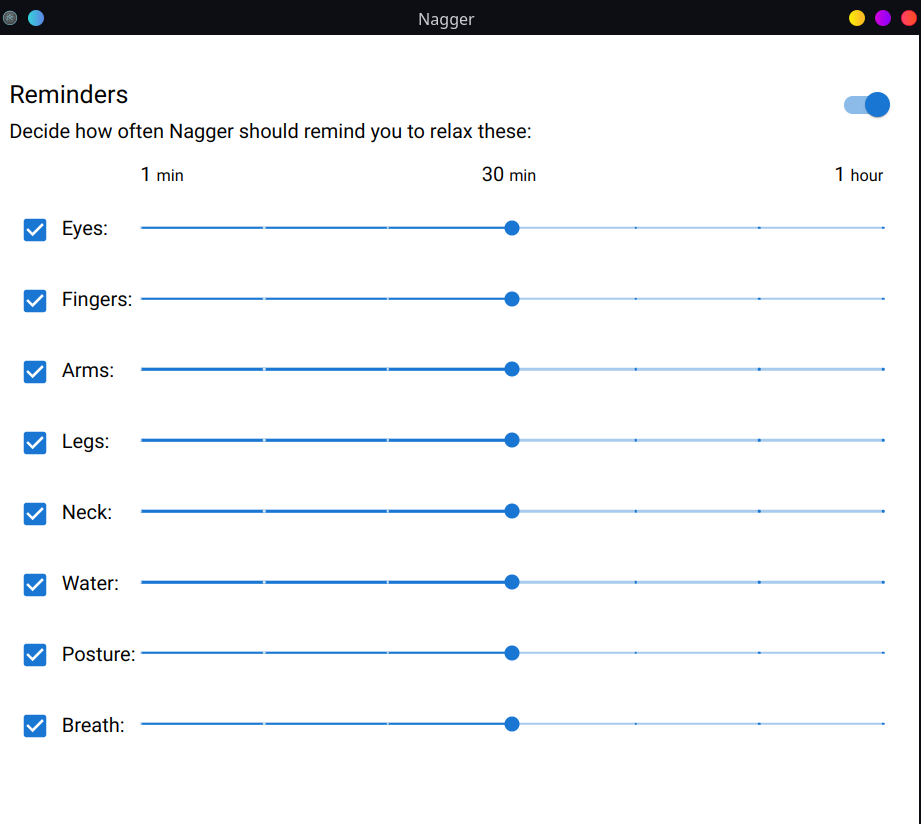 Nagger
Reminders
Decide how often Nagger should remind you to relax these:
1 min 30 min 1 hour
Eyes:
Fingers:
Arms:
Legs:
Neck:
Water:
Posture:
Breath: